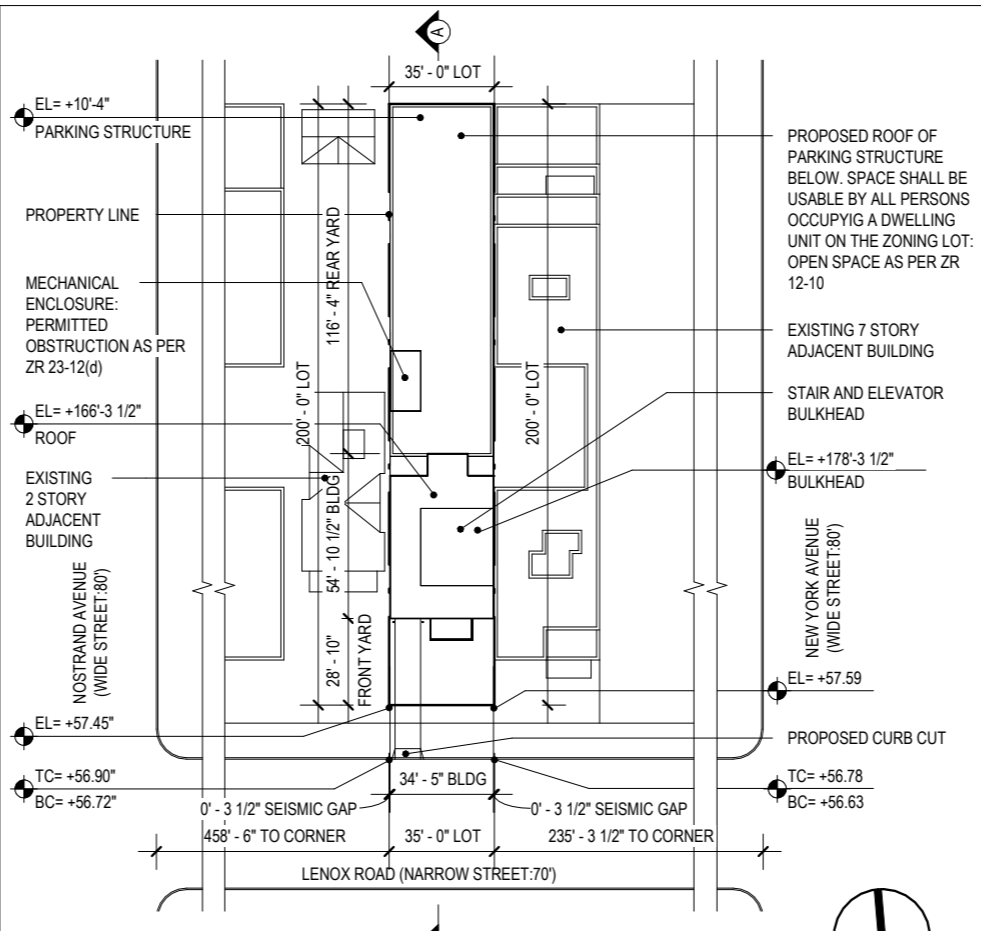 A
35' - 0" LOT
EL= +10'-4"
PARKING STRUCTURE
PROPERTY LINE
MECHANICAL
ENCLOSURE:
PERMITTED
OBSTRUCTION AS PER
ZR 23-12(d)
EL= +166'-3 1/2"
ROOF
EXISTING
2 STORY
ADJACENT
BUILDING
NOSTRAND AVENUE
(WIDE STREET:80')
EL= +57.45"
TC= +56.90"
BC= +56.72"
116' - 4" REAR YARD
200' - 0" LOT
54' - 10 1/2" BLDG
28' - 10"
FRONT YARD
200' - 0" LOT
PROPOSED ROOF OF
PARKING STRUCTURE
BELOW. SPACE SHALL BE
USABLE BY ALL PERSONS
OCCUPYIG A DWELLING
UNIT ON THE ZONING LOT:
OPEN SPACE AS PER ZR
12-10
EXISTING 7 STORY
ADJACENT BUILDING
STAIR AND ELEVATOR
BULKHEAD
EL= +178'-3 1/2"
BULKHEAD
NEW YORK AVENUE
(WIDE STREET:80')
EL= +57.59
PROPOSED CURB CUT
TC= +56.78
BC= +56.63
34' - 5" BLDG
0' - 3 1/2" SEISMIC GAP
0' - 3 1/2" SEISMIC GAP
458' - 6" TO CORNER
35' - 0" LOT
235' - 3 1/2" TO CORNER
LENOX ROAD (NARROW STREET:70')